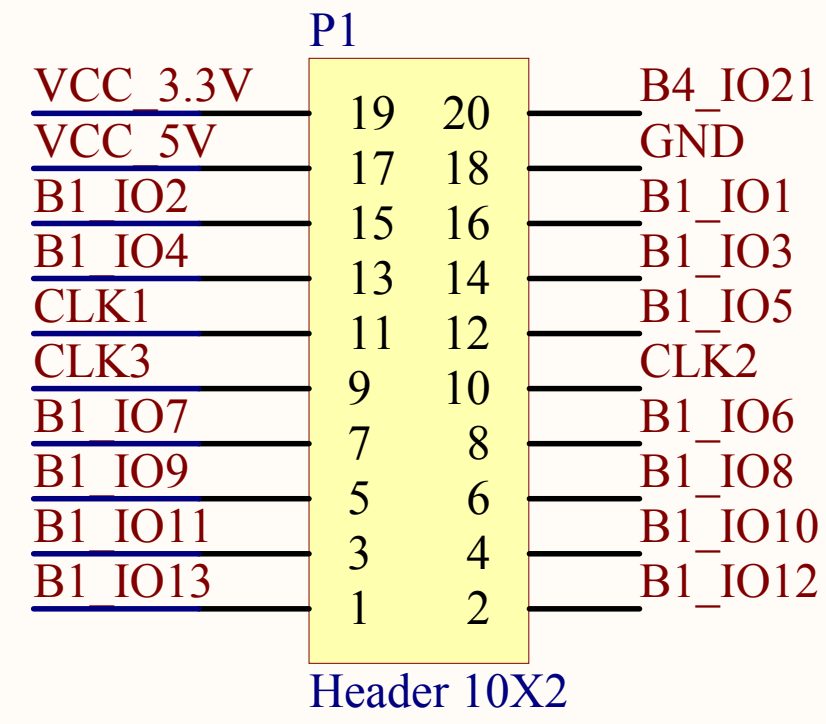 P1
VCC_3.3V 19 20 B4_IO21
VCC_5V 17 18 GND
B1_IO2 15 16 B1_IO1
B1_IO4 13 14 B1_IO3
CLK1 11 12 B1_IO5
CLK3 9 10 CLK2
B1_IO7 7 8 B1_IO6
B1_IO9 5 6 B1_IO8
B1_IO11 3 4 B1_IO10
B1_IO13 1 2 B1_IO12
Header 10X2